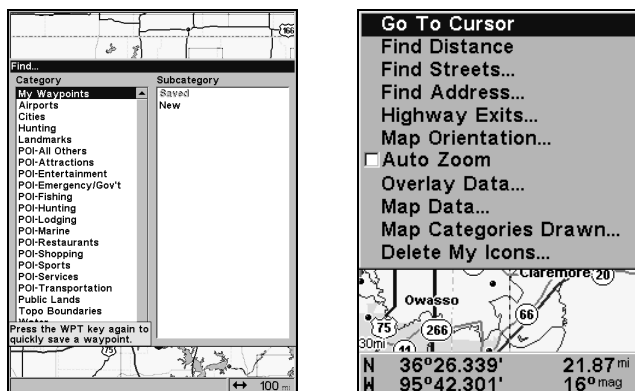 166
Find...
Category
Subcategory
My Waypoints
Airports
Cities
Hunting
Landmarks
POI-All Others
POI-Attractions
POI-Entertainment
POI-Emergency/Gov't
POI-Fishing
POI-Hunting
POI-Lodging
POI-Marine
POI-Restaurants
POI-Shopping
POI-Sports
POI-Services
POI-Transportation
Public Lands
Topo Boundaries
Saved
New
Press the WPT key again to
quickly save a waypoint.
75
↔ 100 mi
Go To Cursor
Find Distance
Find Streets...
Find Address...
Highway Exits...
Map Orientation...
Auto Zoom
Overlay Data...
Map Data...
Map Categories Drawn...
Delete My Icons...
Claremore 20
Owasso
66
75
266
30mi
44
N 36°26.339' 21.87 mi
W 95°42.301' 16° mag